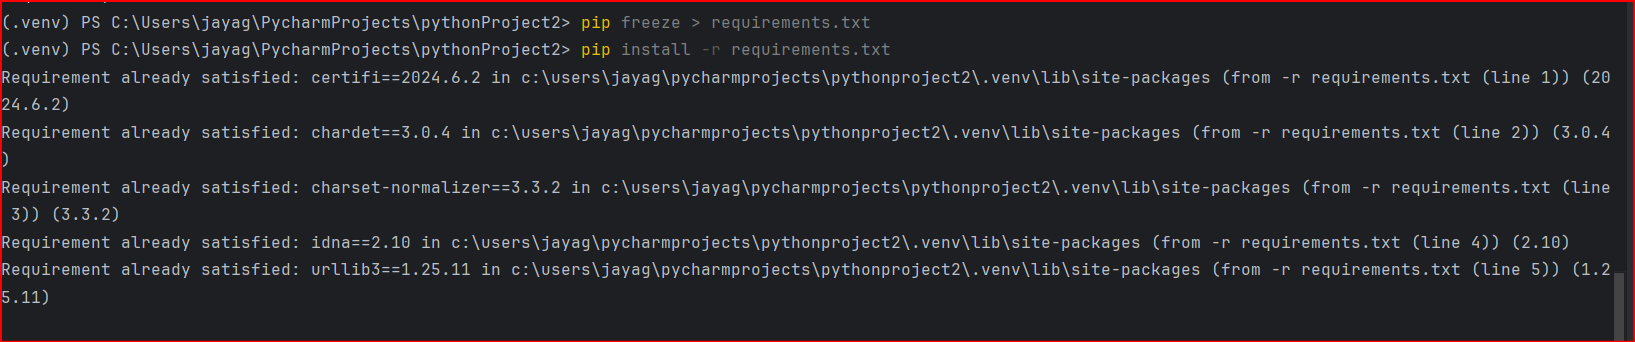 (.venv) PS C:\Users\jayag\PycharmProjects\pythonProject2> pip freeze > requirements.txt
(.venv) PS C:\Users\jayag\PycharmProjects\pythonProject2> pip install -r requirements.txt
Requirement already satisfied: certifi==2024.6.2 in c:\users\jayag\pycharmprojects\pythonproject2\.venv\lib\site-packages (from -r requirements.txt (line 1)) (20
24.6.2)
Requirement already satisfied: chardet==3.0.4 in c:\users\jayag\pycharmprojects\pythonproject2\.venv\lib\site-packages (from -r requirements.txt (line 2)) (3.0.4
)
Requirement already satisfied: charset-normalizer==3.3.2 in c:\users\jayag\pycharmprojects\pythonproject2\.venv\lib\site-packages (from -r requirements.txt (line
 3)) (3.3.2)
Requirement already satisfied: idna==2.10 in c:\users\jayag\pycharmprojects\pythonproject2\.venv\lib\site-packages (from -r requirements.txt (line 4)) (2.10)
Requirement already satisfied: urllib3==1.25.11 in c:\users\jayag\pycharmprojects\pythonproject2\.venv\lib\site-packages (from -r requirements.txt (line 5)) (1.2
5.11)